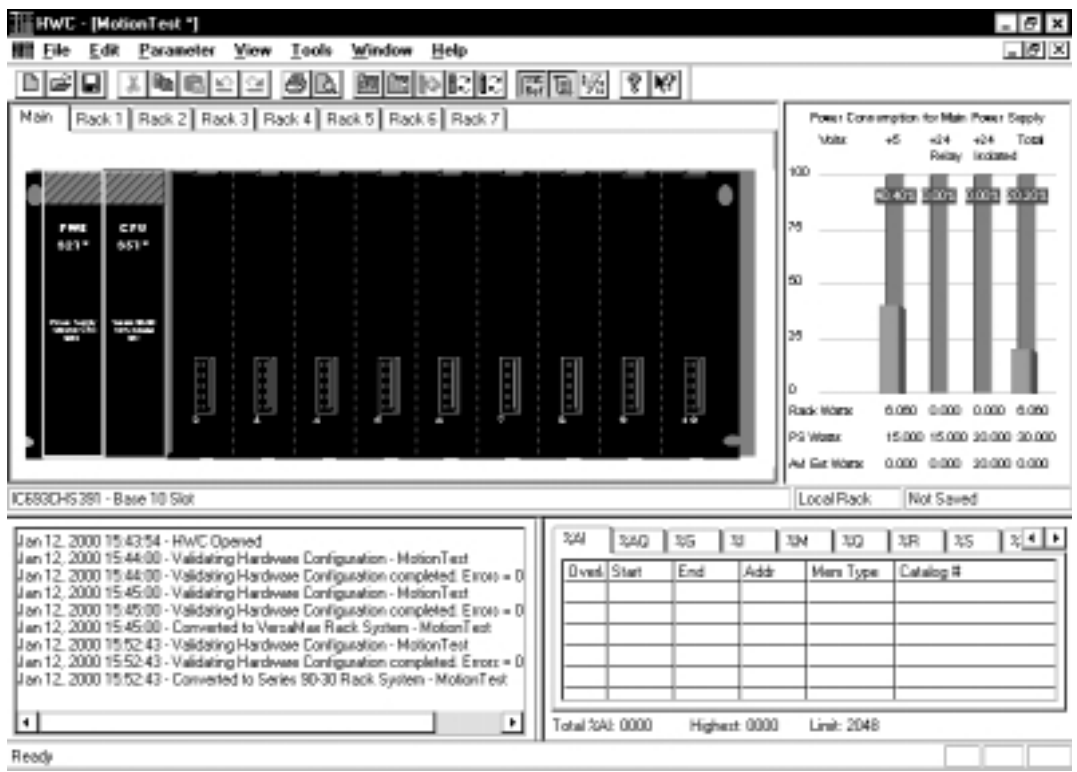 HWC - [MotionTest *]
File Edit Parameter View Tools Window Help
Main Rack 1 Rack 2 Rack 3 Rack 4 Rack 5 Rack 6 Rack 7
Power Consumption for Main Power Supply
Volts: +5 +24 +24 Total
Relay Isolated
100
75
50
25
0
40.40% 0.00% 0.00% 20.20%
PWR CPU
Rack Watts: 6.060 0.000 0.000 6.060
PS Watts: 15.000 15.000 20.000 30.000
0.000 0.000 20.000 0.000
IC693CHS391 - Base 10 Slot
Local Rack Not Saved
Jan 12, 2000 15:43:54 - HWC Opened
Jan 12, 2000 15:44:00 - Validating Hardware Configuration - MotionTest
Jan 12, 2000 15:44:00 - Validating Hardware Configuration completed. Errors = 0
Jan 12, 2000 15:45:00 - Validating Hardware Configuration - MotionTest
Jan 12, 2000 15:45:00 - Validating Hardware Configuration completed. Errors = 0
Jan 12, 2000 15:45:00 - Converted to VersaMax Rack System - MotionTest
Jan 12, 2000 15:52:43 - Validating Hardware Configuration - MotionTest
Jan 12, 2000 15:52:43 - Validating Hardware Configuration completed. Errors = 0
Jan 12, 2000 15:52:43 - Converted to Series 90-30 Rack System - MotionTest
%AI %AQ %G %I %M %Q %R %S
Start End Addr Mem Type Catalog #
Total %AI: 0000 Highest: 0000 Limit: 2048
Ready